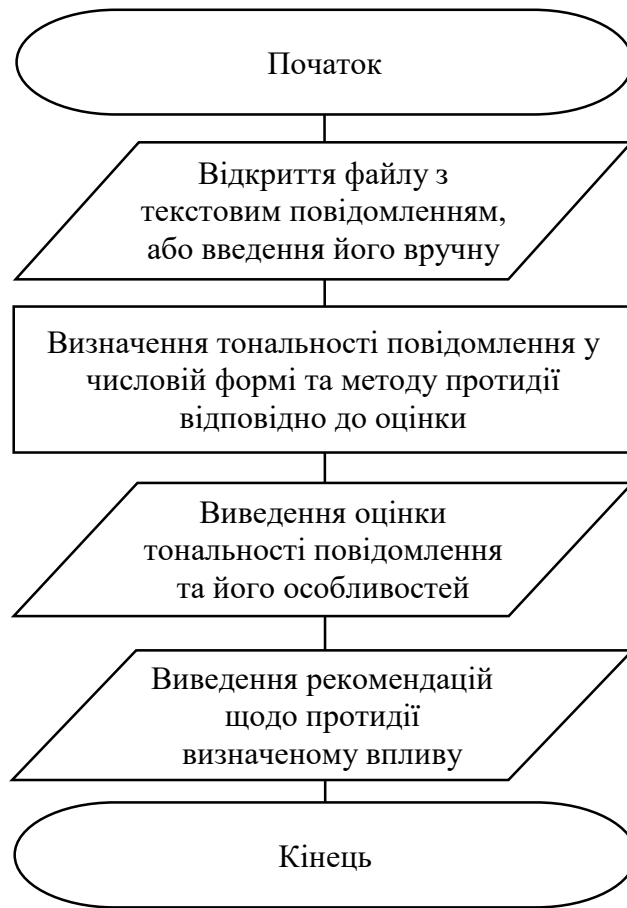 Початок
Відкриття файлу з
текстовим повідомленням,
або введення його вручну
Визначення тональності повідомлення у
числовій формі та методу протидії
відповідно до оцінки
Виведення оцінки
тональності повідомлення
та його особливостей
Виведення рекомендацій
щодо протидії
визначеному впливу
Кінець